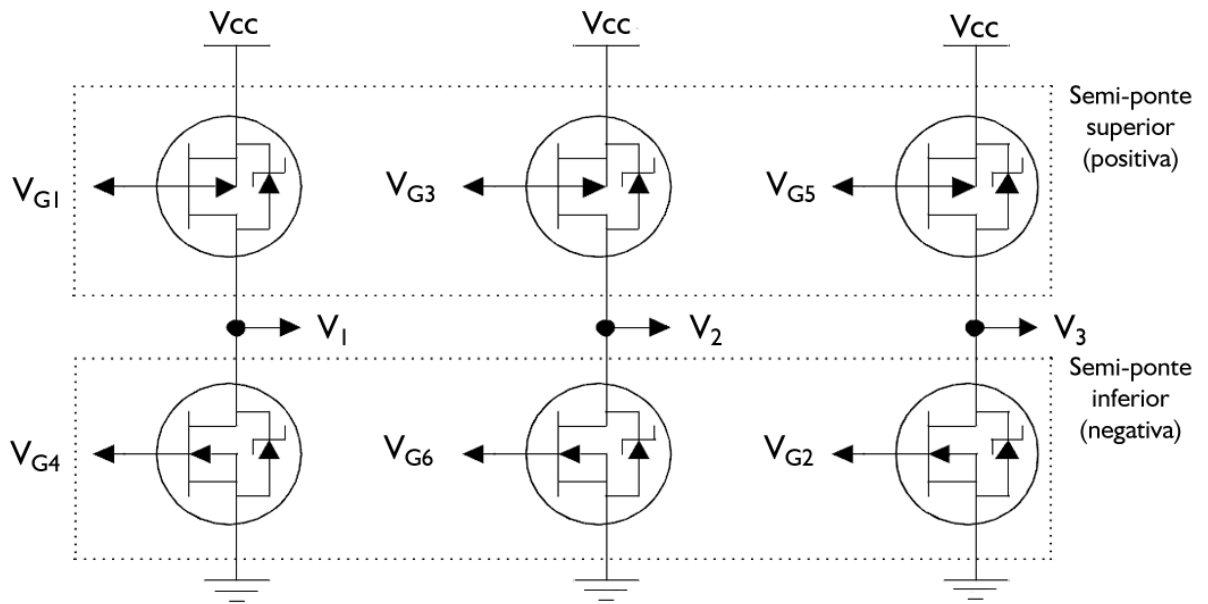 Vcc
Vcc
Vcc
Semi-ponte
superior
(positiva)
VG1
VG3
VG5
V1
V2
V3
Semi-ponte
inferior
(negativa)
VG4
VG6
VG2